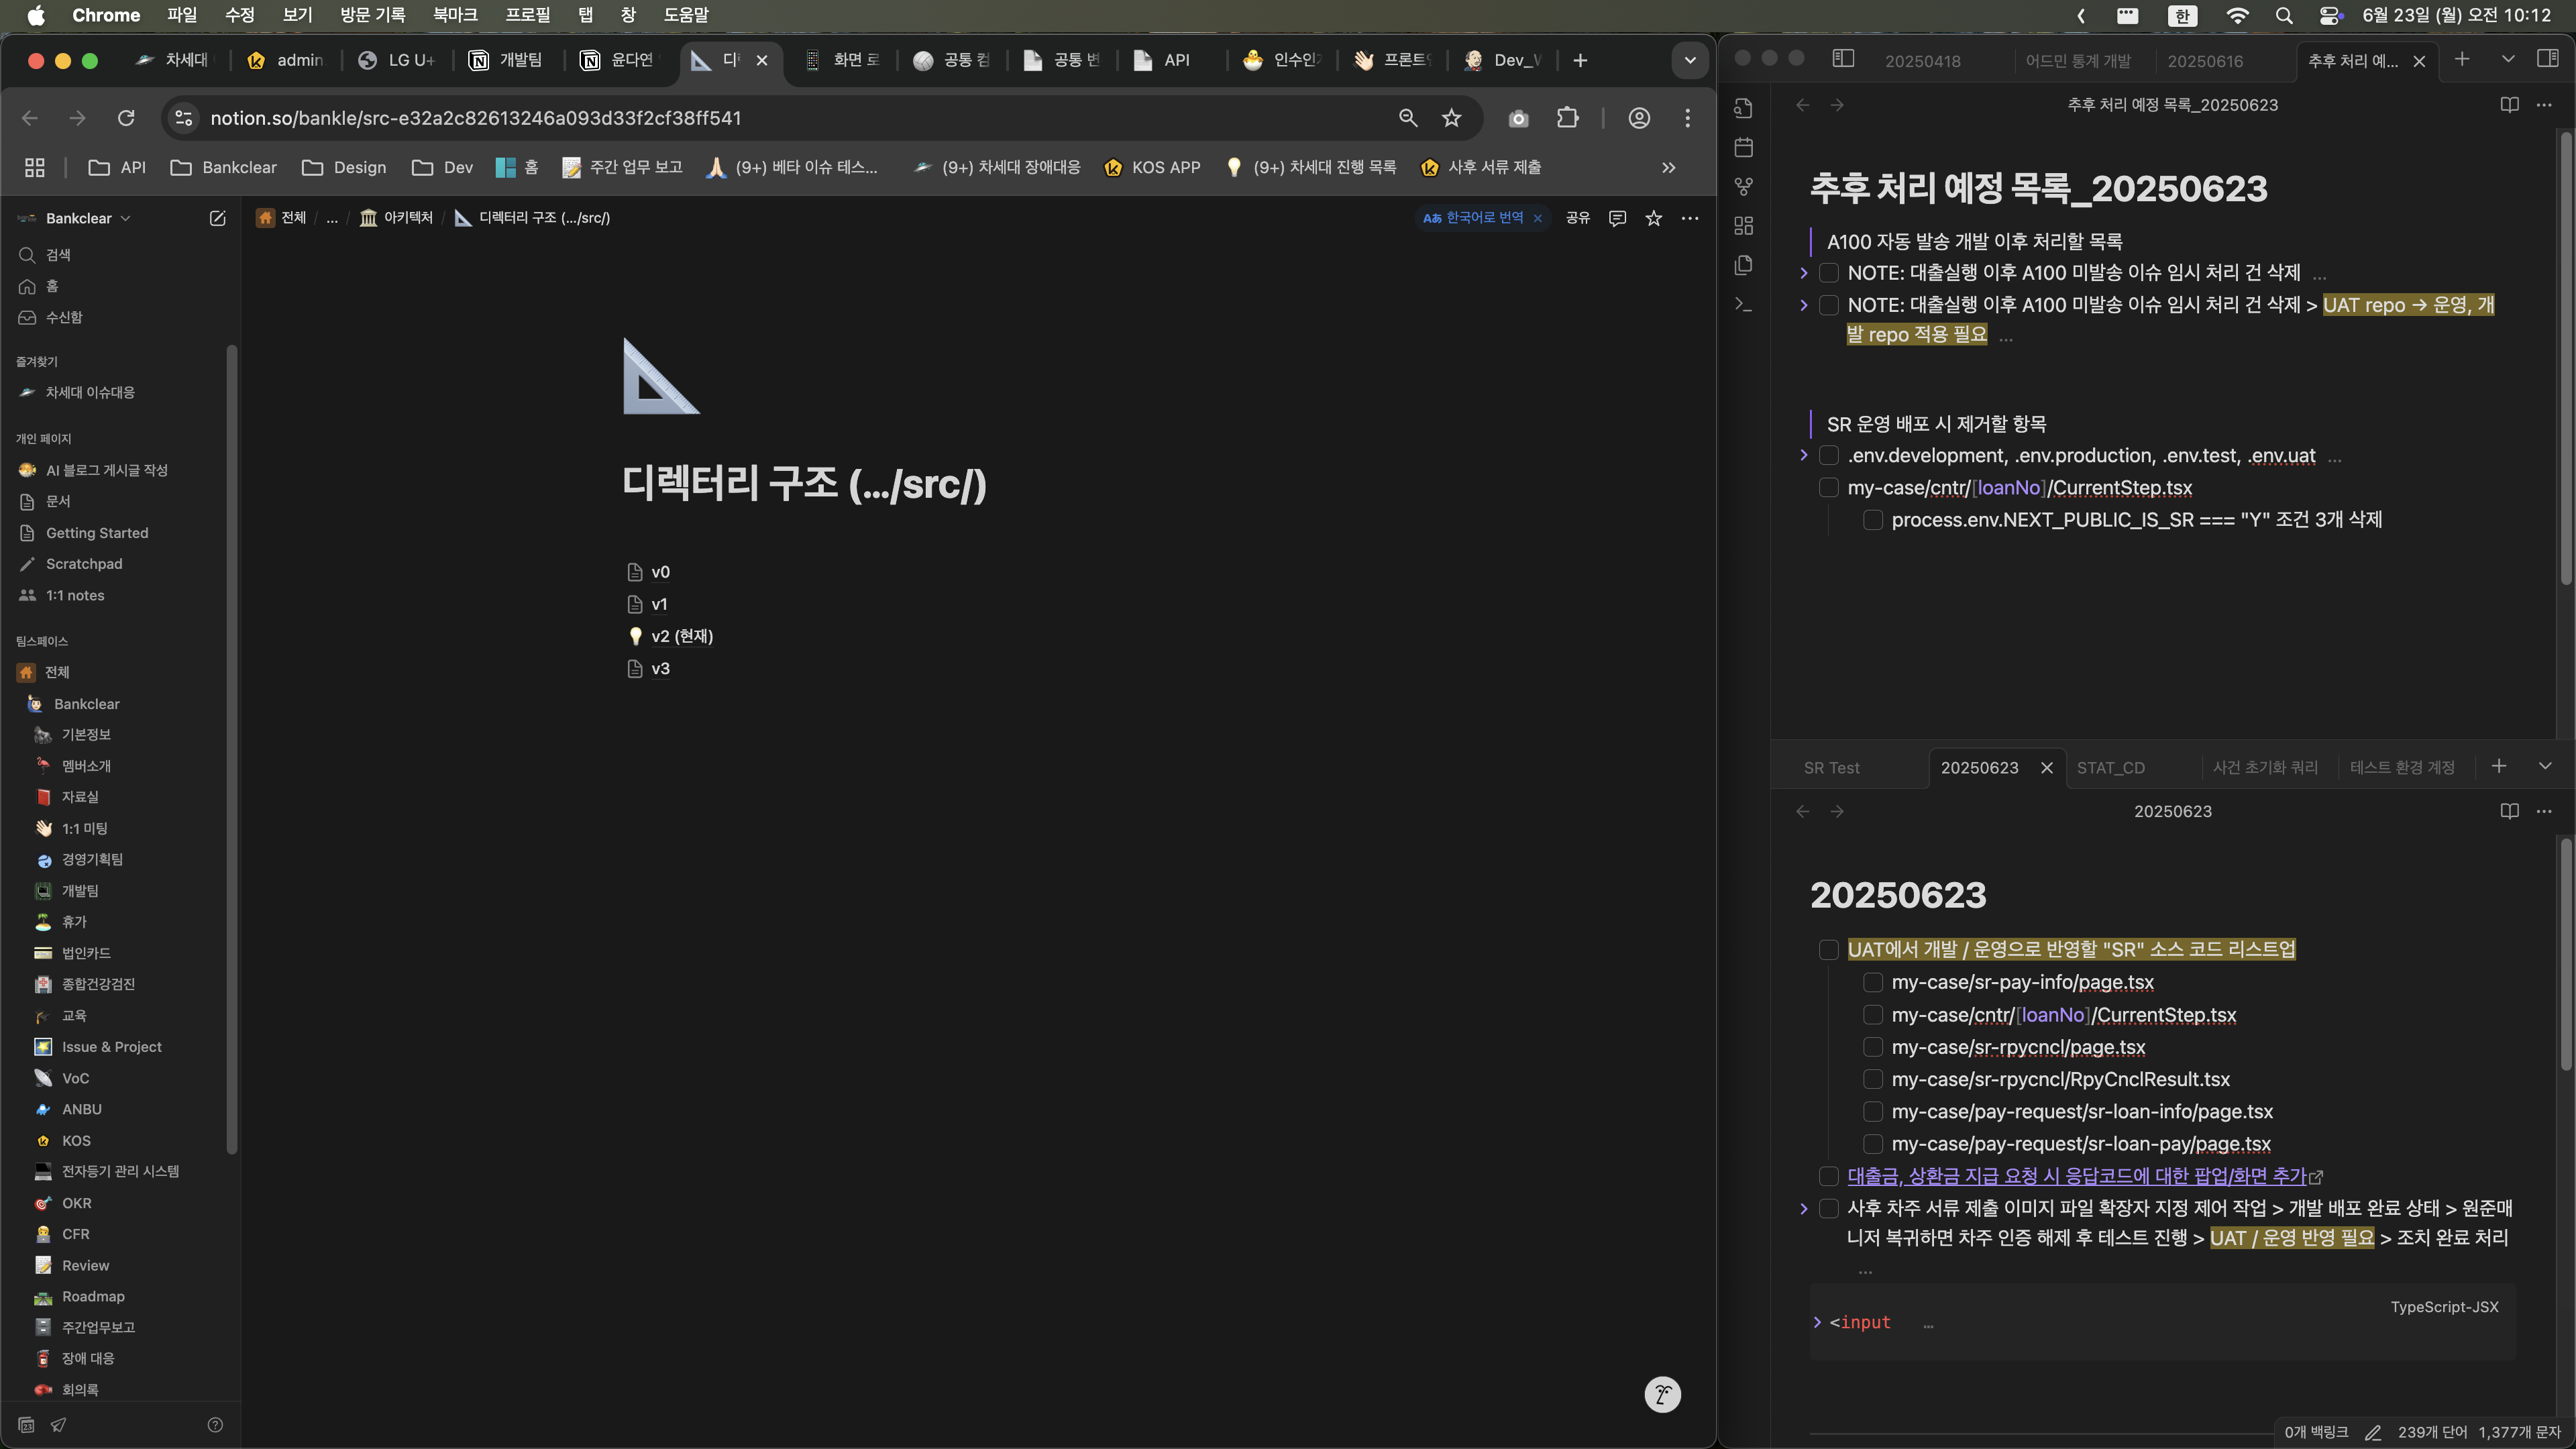 Chrome 파일 수정 보기 방문 기록 북마크 프로필 탭 창 도움말
한 6월 23일 (월) 오전 10:12
차세대 admin LG U+ 개발팀 윤다연 화면 로 공통 컴 공통 변 API 인수인 프론트 Dev_
notion.so/bankle/src-e32a2c82613246a093d33f2cf38ff541
API Bankclear Design Dev 홈 주간 업무 보고 (9+) 베타 이슈 테스... (9+) 차세대 장애대응 KOS APP (9+) 차세대 진행 목록 사후 서류 제출
Bankclear
검색
홈
수신함
즐겨찾기
차세대 이슈대응
개인 페이지
AI 블로그 게시글 작성
문서
Getting Started
Scratchpad
1:1 notes
팀스페이스
전체
Bankclear
기본정보
멤버소개
자료실
1:1 미팅
경영기획팀
개발팀
휴가
법인카드
종합건강검진
교육
Issue & Project
VoC
ANBU
KOS
전자등기 관리 시스템
OKR
CFR
Review
Roadmap
주간업무보고
장애 대응
회의록
전체 / ... / 아키텍처 / 디렉터리 구조 (.../src/)
한국어로 번역 공유
디렉터리 구조 (.../src/)
v0
v1
v2 (현재)
v3
20250418 어드민 통계 개발 20250616 추후 처리 예...
추후 처리 예정 목록_20250623
추후 처리 예정 목록_20250623
A100 자동 발송 개발 이후 처리할 목록
NOTE: 대출실행 이후 A100 미발송 이슈 임시 처리 건 삭제 ...
NOTE: 대출실행 이후 A100 미발송 이슈 임시 처리 건 삭제 > UAT repo → 운영, 개
발 repo 적용 필요 ...
SR 운영 배포 시 제거할 항목
.env.development, .env.production, .env.test, .env.uat ...
my-case/cntr/[loanNo]/CurrentStep.tsx
process.env.NEXT_PUBLIC_IS_SR === "Y" 조건 3개 삭제
SR Test 20250623 STAT_CD 사건 초기화 쿼리 테스트 환경 계정
20250623
20250623
UAT에서 개발 / 운영으로 반영할 "SR" 소스 코드 리스트업
my-case/sr-pay-info/page.tsx
my-case/cntr/[loanNo]/CurrentStep.tsx
my-case/sr-rpycncl/page.tsx
my-case/sr-rpycncl/RpyCnclResult.tsx
my-case/pay-request/sr-loan-info/page.tsx
my-case/pay-request/sr-loan-pay/page.tsx
대출금, 상환금 지급 요청 시 응답코드에 대한 팝업/화면 추가
사후 차주 서류 제출 이미지 파일 확장자 지정 제어 작업 > 개발 배포 완료 상태 > 원준매
니저 복귀하면 차주 인증 해제 후 테스트 진행 > UAT / 운영 반영 필요 > 조치 완료 처리
...
TypeScript-JSX
<input ...
0개 백링크 239개 단어 1,377개 문자